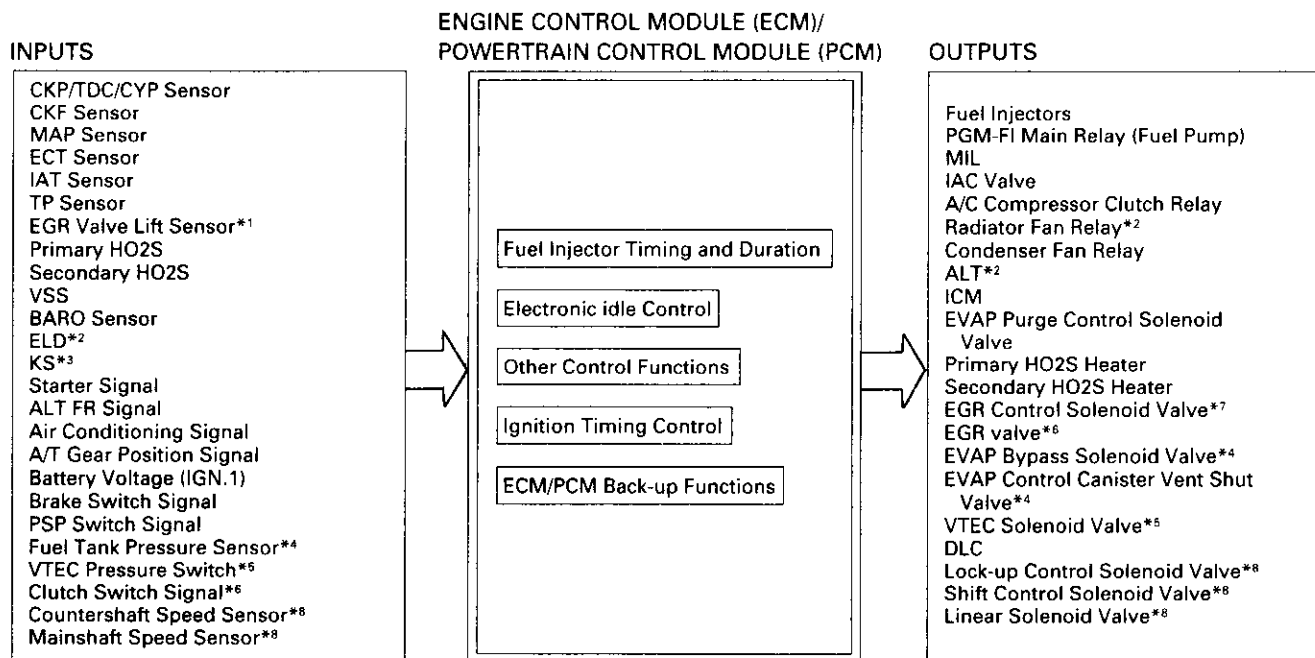 INPUTS
CKP/TDC/CYP Sensor
CKF Sensor
MAP Sensor
ECT Sensor
IAT Sensor
TP Sensor
EGR Valve Lift Sensor*1
Primary HO2S
Secondary HO2S
VSS
BARO Sensor
ELD*2
KS*3
Starter Signal
ALT FR Signal
Air Conditioning Signal
A/T Gear Position Signal
Battery Voltage (IGN.1)
Brake Switch Signal
PSP Switch Signal
Fuel Tank Pressure Sensor*4
VTEC Pressure Switch*5
Clutch Switch Signal*6
Countershaft Speed Sensor*8
Mainshaft Speed Sensor*8
ENGINE CONTROL MODULE (ECM)/
POWERTRAIN CONTROL MODULE (PCM)
Fuel Injector Timing and Duration
Electronic idle Control
Other Control Functions
Ignition Timing Control
ECM/PCM Back-up Functions
OUTPUTS
Fuel Injectors
PGM-FI Main Relay (Fuel Pump)
MIL
IAC Valve
A/C Compressor Clutch Relay
Radiator Fan Relay*2
Condenser Fan Relay
ALT*2
ICM
EVAP Purge Control Solenoid
Valve
Primary HO2S Heater
Secondary HO2S Heater
EGR Control Solenoid Valve*7
EGR valve*6
EVAP Bypass Solenoid Valve*4
EVAP Control Canister Vent Shut
Valve*4
VTEC Solenoid Valve*5
DLC
Lock-up Control Solenoid Valve*8
Shift Control Solenoid Valve*8
Linear Solenoid Valve*8